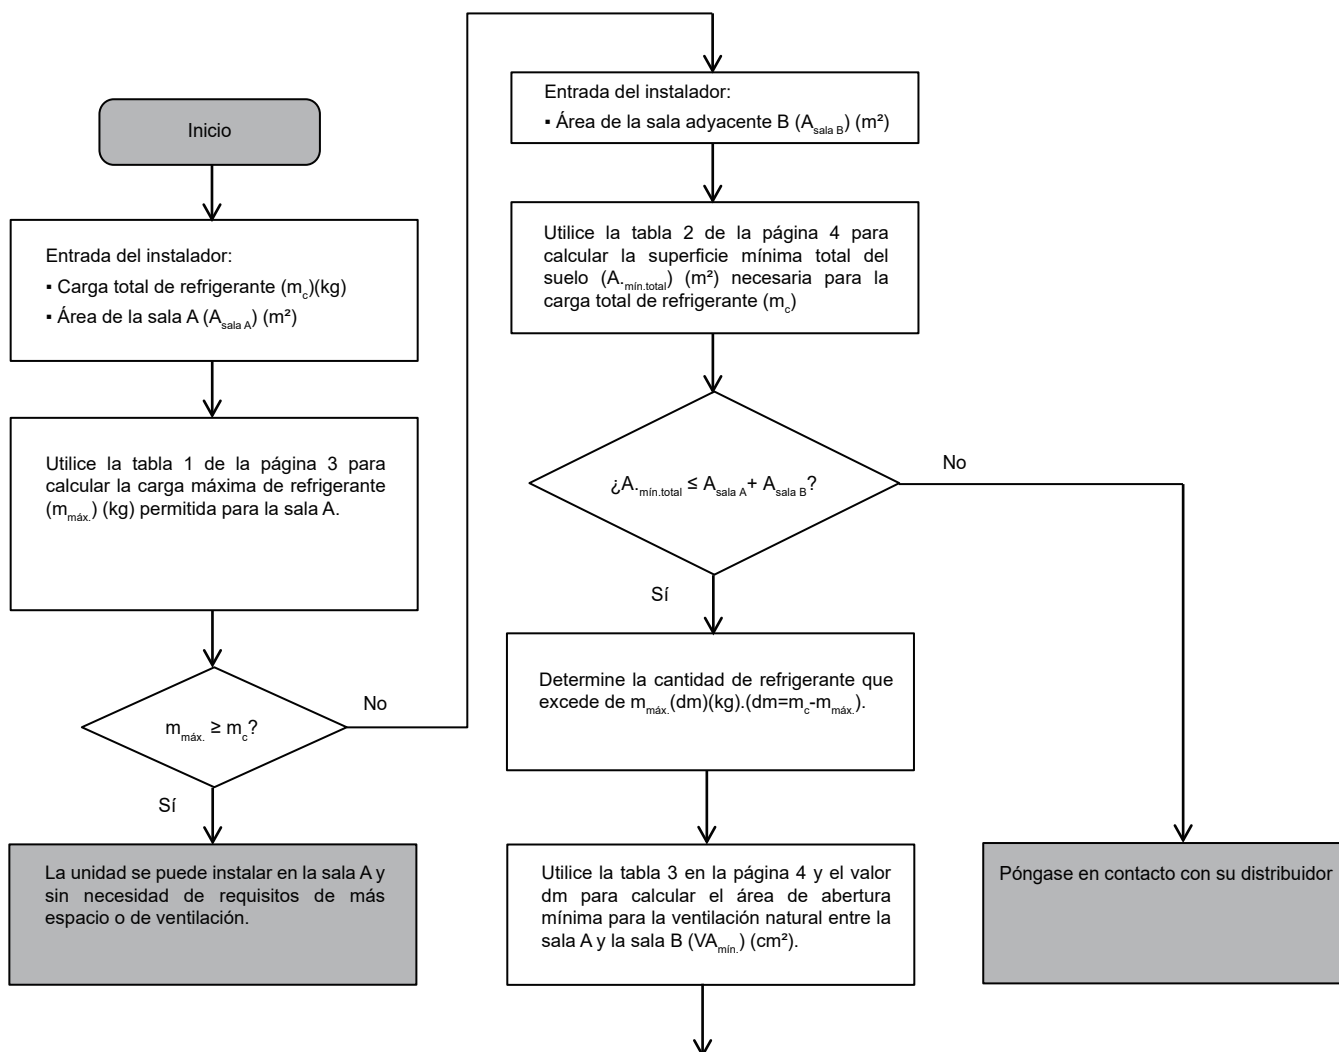 Inicio
Entrada del instalador:
▪ Carga total de refrigerante (mc)(kg)
▪ Área de la sala A (Asala A) (m²)
Utilice la tabla 1 de la página 3 para
calcular la carga máxima de refrigerante
(mmáx.) (kg) permitida para la sala A.
mmáx. ≥ mc?
No
Sí
La unidad se puede instalar en la sala A y
sin necesidad de requisitos de más
espacio o de ventilación.
Entrada del instalador:
▪ Área de la sala adyacente B (Asala B) (m²)
Utilice la tabla 2 de la página 4 para
calcular la superficie mínima total del
suelo (A.mín.total) (m²) necesaria para la
carga total de refrigerante (mc)
¿A.mín.total ≤ Asala A+ Asala B?
No
Sí
Determine la cantidad de refrigerante que
excede de mmáx.(dm)(kg).(dm=mc-mmáx.).
Utilice la tabla 3 en la página 4 y el valor
dm para calcular el área de abertura
mínima para la ventilación natural entre la
sala A y la sala B (VAmín.) (cm²).
Póngase en contacto con su distribuidor